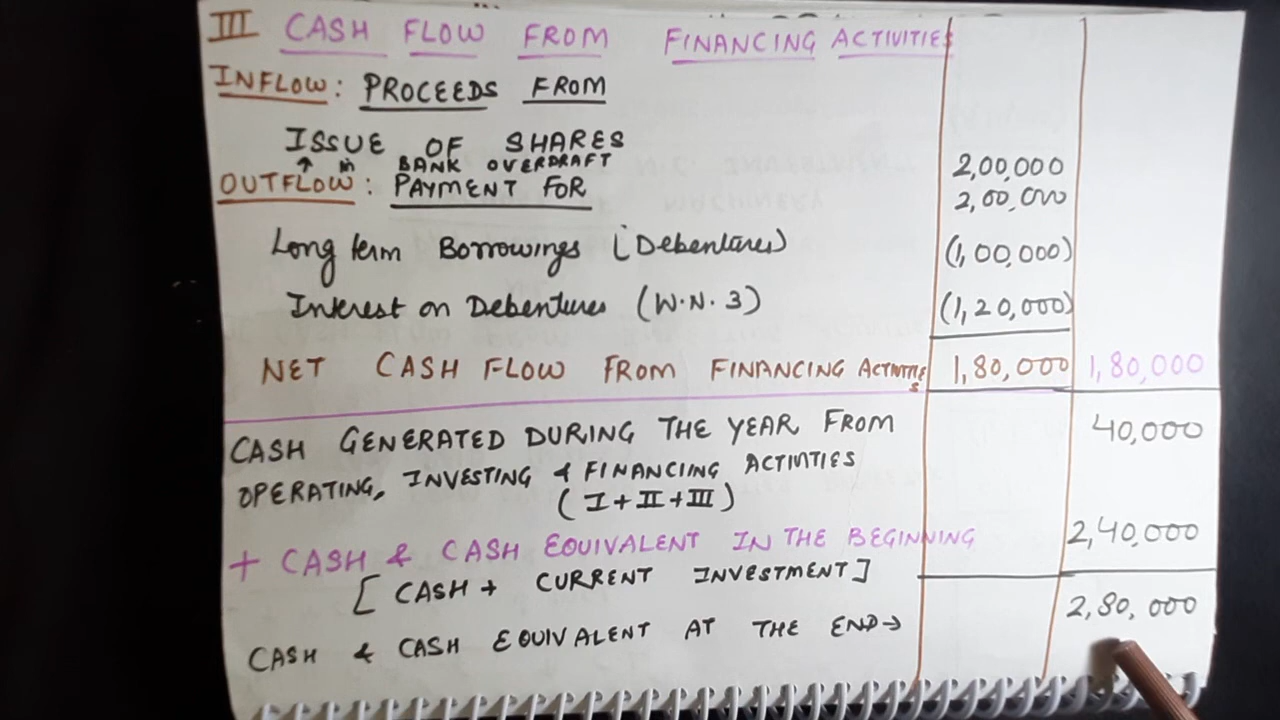 III CASH FLOW FROM FINANCING ACTIVITIES
INFLOW: PROCEEDS FROM
ISSUE OF SHARES 2,00,000
↑ in BANK OVERDRAFT 2,00,000
OUTFLOW: PAYMENT FOR
Long term Borrowings (Debentures) (1,00,000)
Interest on Debentures (W.N.3) (1,20,000)
NET CASH FLOW FROM FINANCING ACTIVITIES 1,80,000 1,80,000
CASH GENERATED DURING THE YEAR FROM 40,000
OPERATING, INVESTING & FINANCING ACTIVITIES
(I+II+III)
+ CASH & CASH EQUIVALENT IN THE BEGINNING 2,40,000
[CASH + CURRENT INVESTMENT]
CASH & CASH EQUIVALENT AT THE END→ 2,80,000